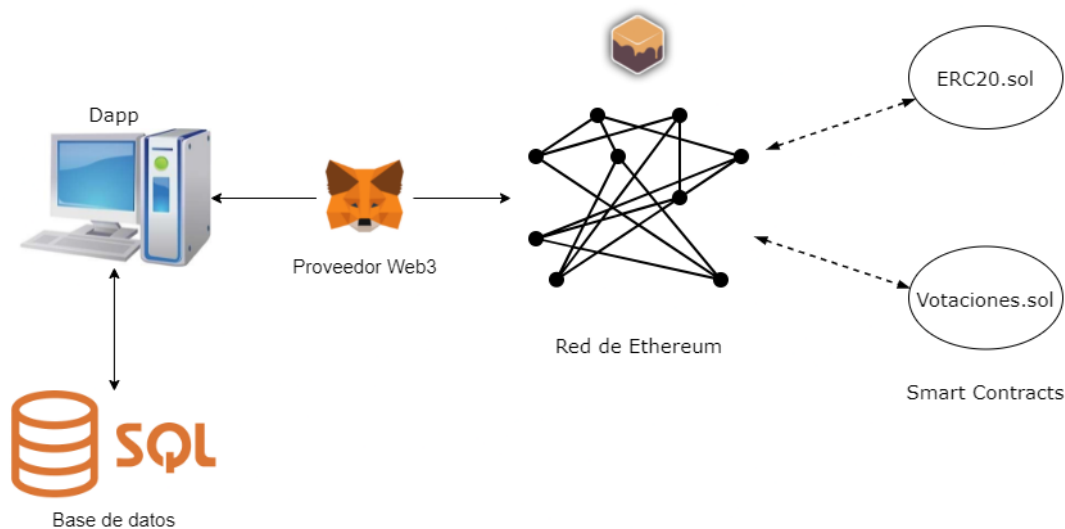 Dapp
Proveedor Web3
SQL
Base de datos
Red de Ethereum
ERC20.sol
Votaciones.sol
Smart Contracts